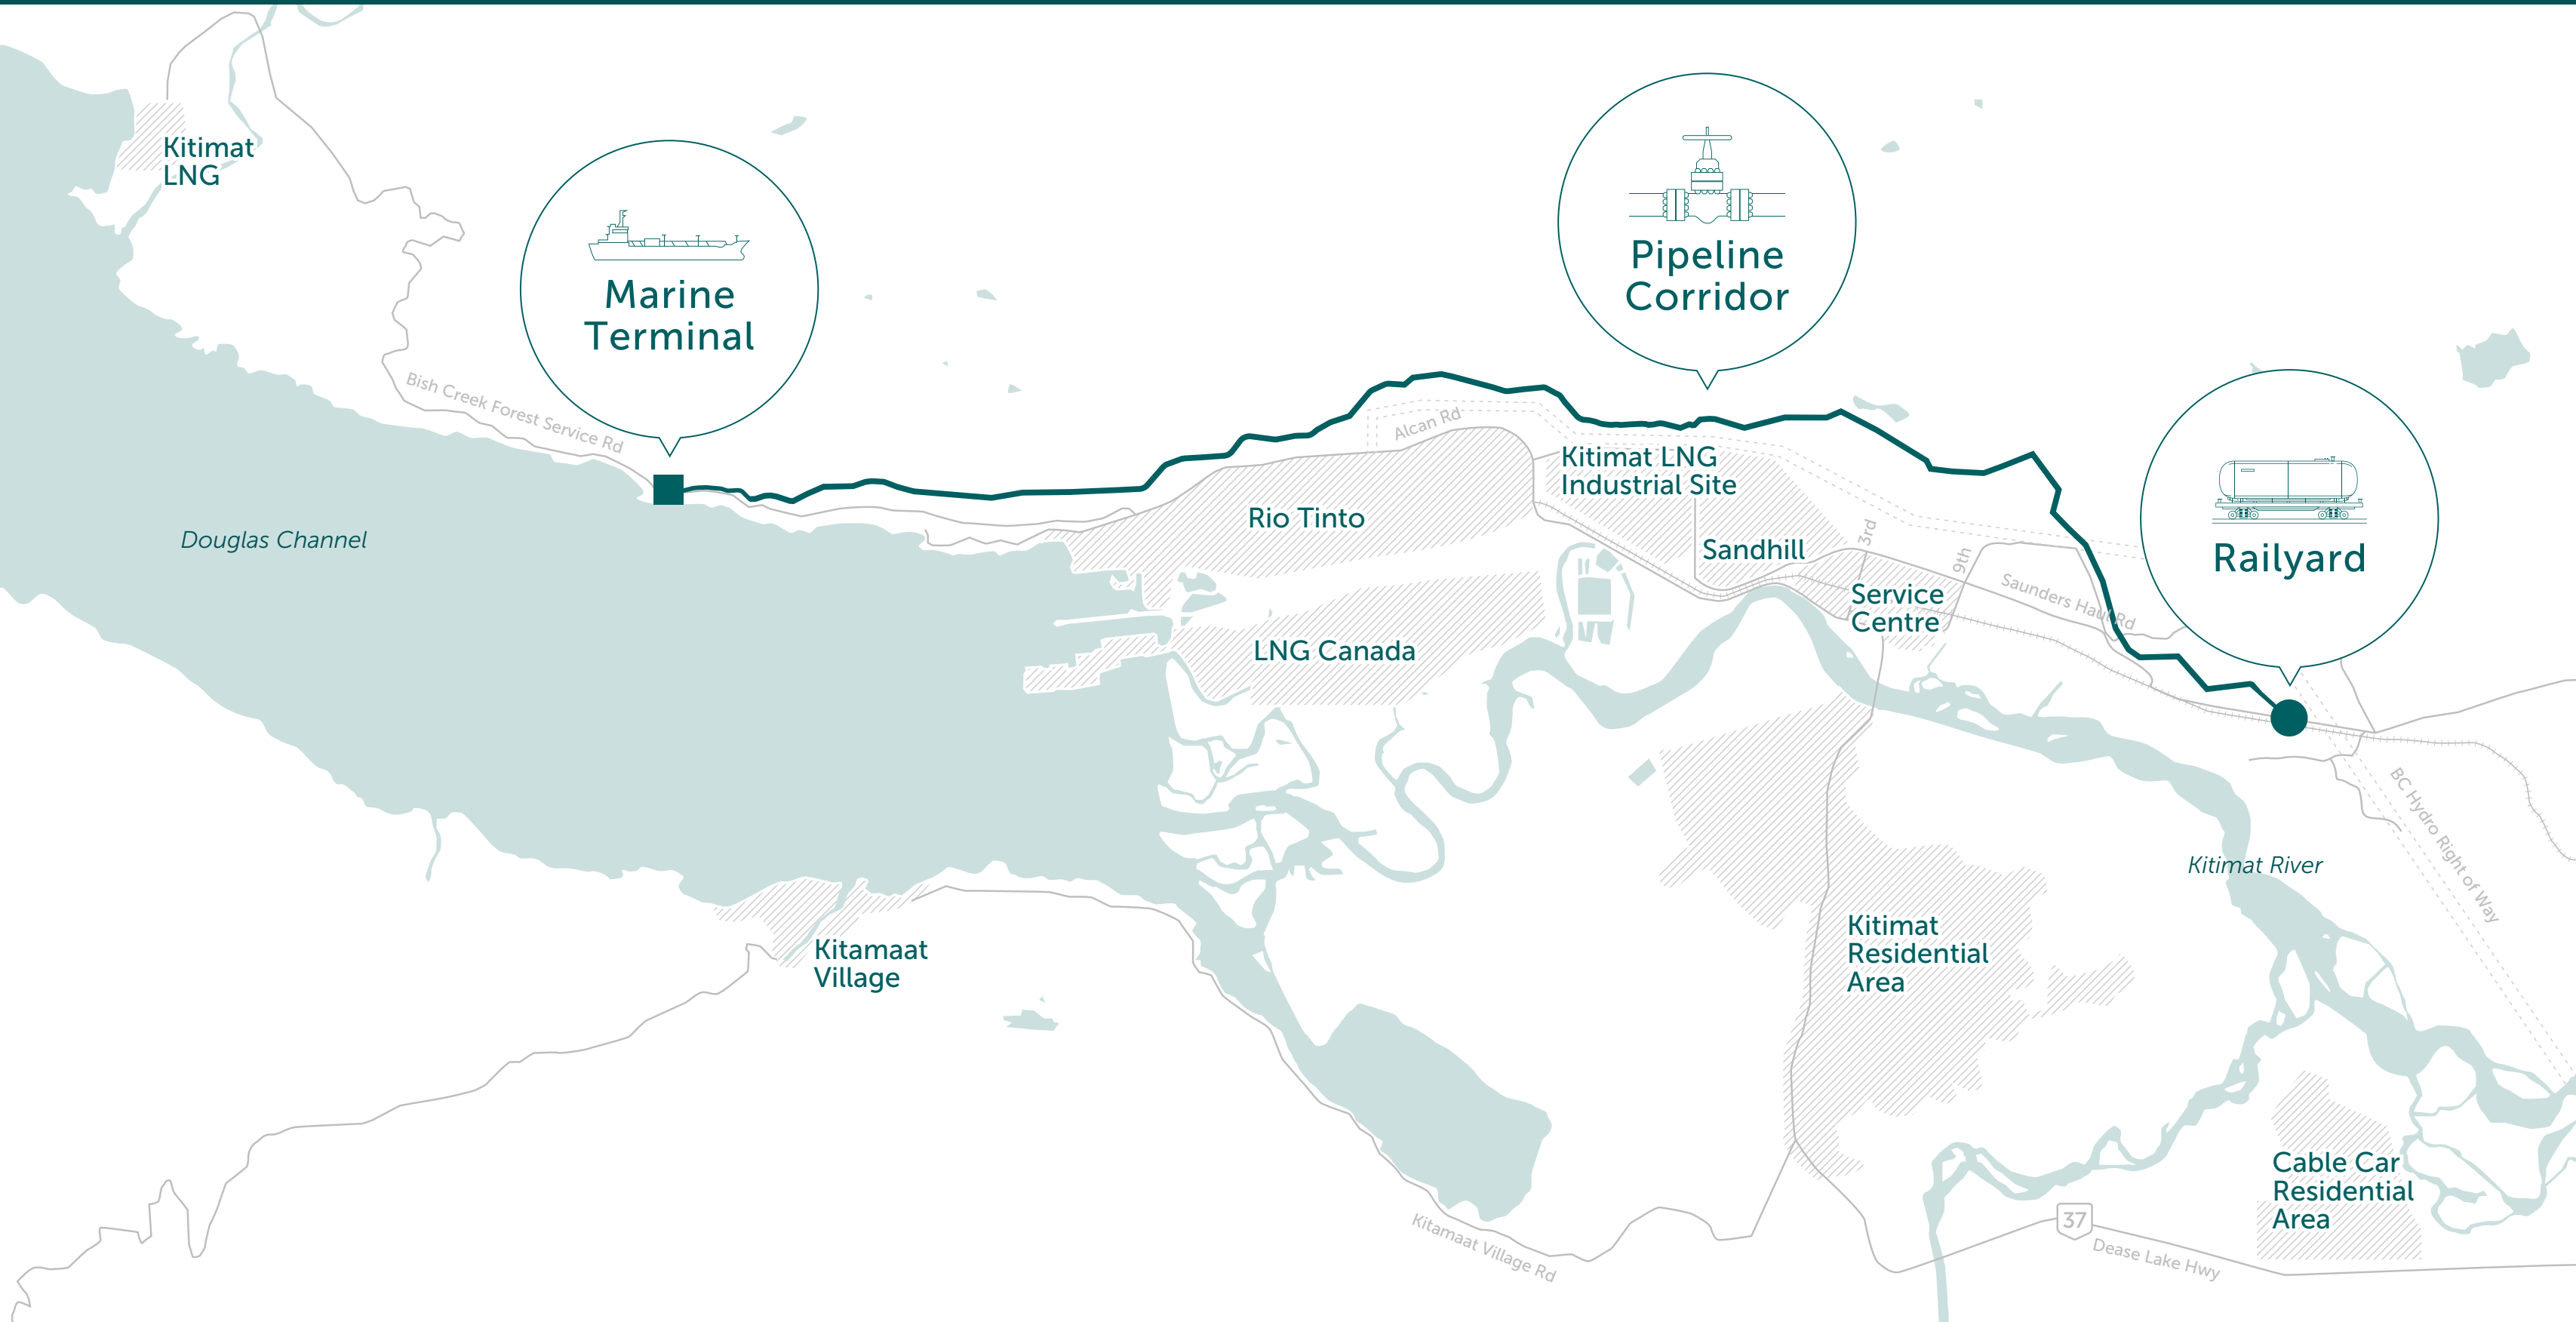 Kitimat
LNG
Marine
Terminal
Pipeline
Corridor
Railyard
Bish Creek Forest Service Rd
Alcan Rd
Kitimat LNG
Industrial Site
Rio Tinto
Sandhill
3rd
9th
Douglas Channel
Service
Centre
Saunders Haul Rd
LNG Canada
BC Hydro Right of Way
Kitimat River
Kitamaat
Village
Kitimat
Residential
Area
Cable Car
Residential
Area
Kitamaat Village Rd
37
Dease Lake Hwy